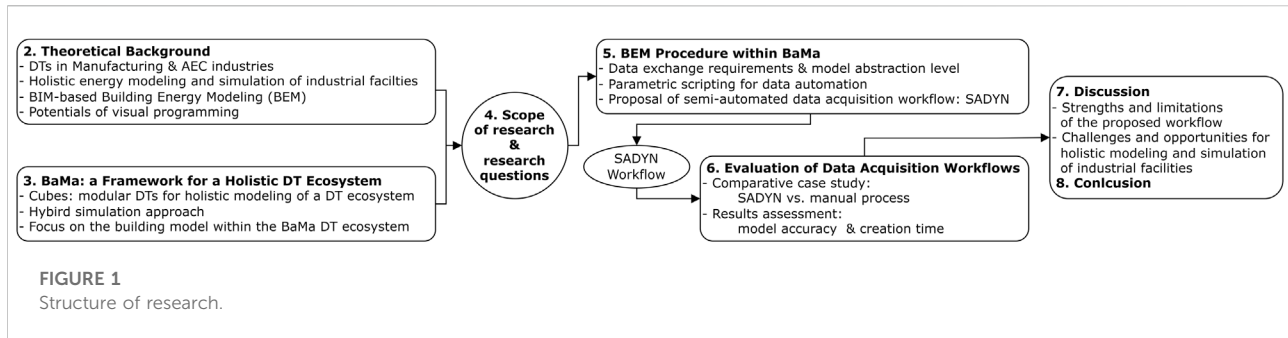 2. Theoretical Background
- DTs in Manufacturing & AEC industries
- Holistic energy modeling and simulation of industrial facilties
- BIM-based Building Energy Modeling (BEM)
- Potentials of visual programming
3. BaMa: a Framework for a Holistic DT Ecosystem
- Cubes: modular DTs for holistic modeling of a DT ecosystem
- Hybird simulation approach
- Focus on the building model within the BaMa DT ecosystem
4. Scope
of research
&
research
questions
5. BEM Procedure within BaMa
- Data exchange requirements & model abstraction level
- Parametric scripting for data automation
- Proposal of semi-automated data acquisition workflow: SADYN
SADYN
Workflow
6. Evaluation of Data Acquisition Workflows
- Comparative case study:
SADYN vs. manual process
- Results assessment:
model accuracy & creation time
7. Discussion
- Strengths and limitations
of the proposed workflow
- Challenges and opportunities for
holistic modeling and simulation
of industrial facilities
8. Conlcusion
FIGURE 1
Structure of research.